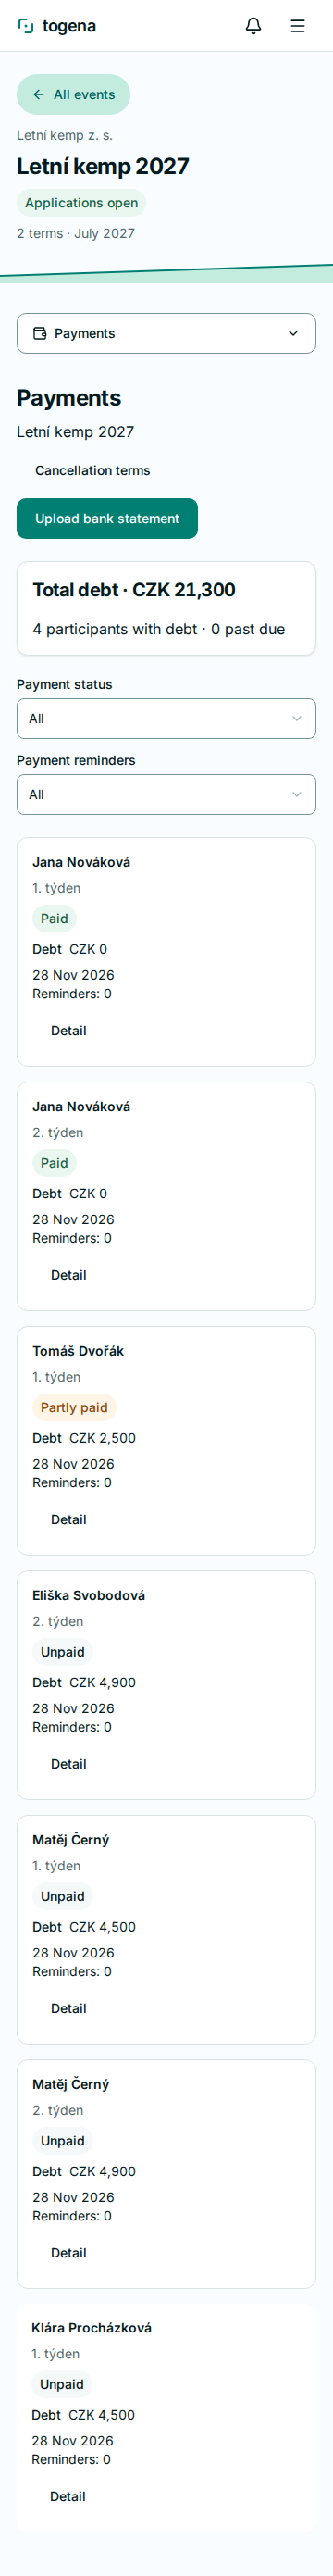 togena
All events
Letní kemp z. s.
Letní kemp 2027
Applications open
2 terms · July 2027
Payments
Payments
Letní kemp 2027
Cancellation terms
Upload bank statement
Total debt · CZK 21,300
4 participants with debt · 0 past due
Payment status
All
Payment reminders
All
Jana Nováková
1. týden
Paid
Debt CZK 0
28 Nov 2026
Reminders: 0
Detail
Jana Nováková
2. týden
Paid
Debt CZK 0
28 Nov 2026
Reminders: 0
Detail
Tomáš Dvořák
1. týden
Partly paid
Debt CZK 2,500
28 Nov 2026
Reminders: 0
Detail
Eliška Svobodová
2. týden
Unpaid
Debt CZK 4,900
28 Nov 2026
Reminders: 0
Detail
Matěj Černý
1. týden
Unpaid
Debt CZK 4,500
28 Nov 2026
Reminders: 0
Detail
Matěj Černý
2. týden
Unpaid
Debt CZK 4,900
28 Nov 2026
Reminders: 0
Detail
Klára Procházková
1. týden
Unpaid
Debt CZK 4,500
28 Nov 2026
Reminders: 0
Detail